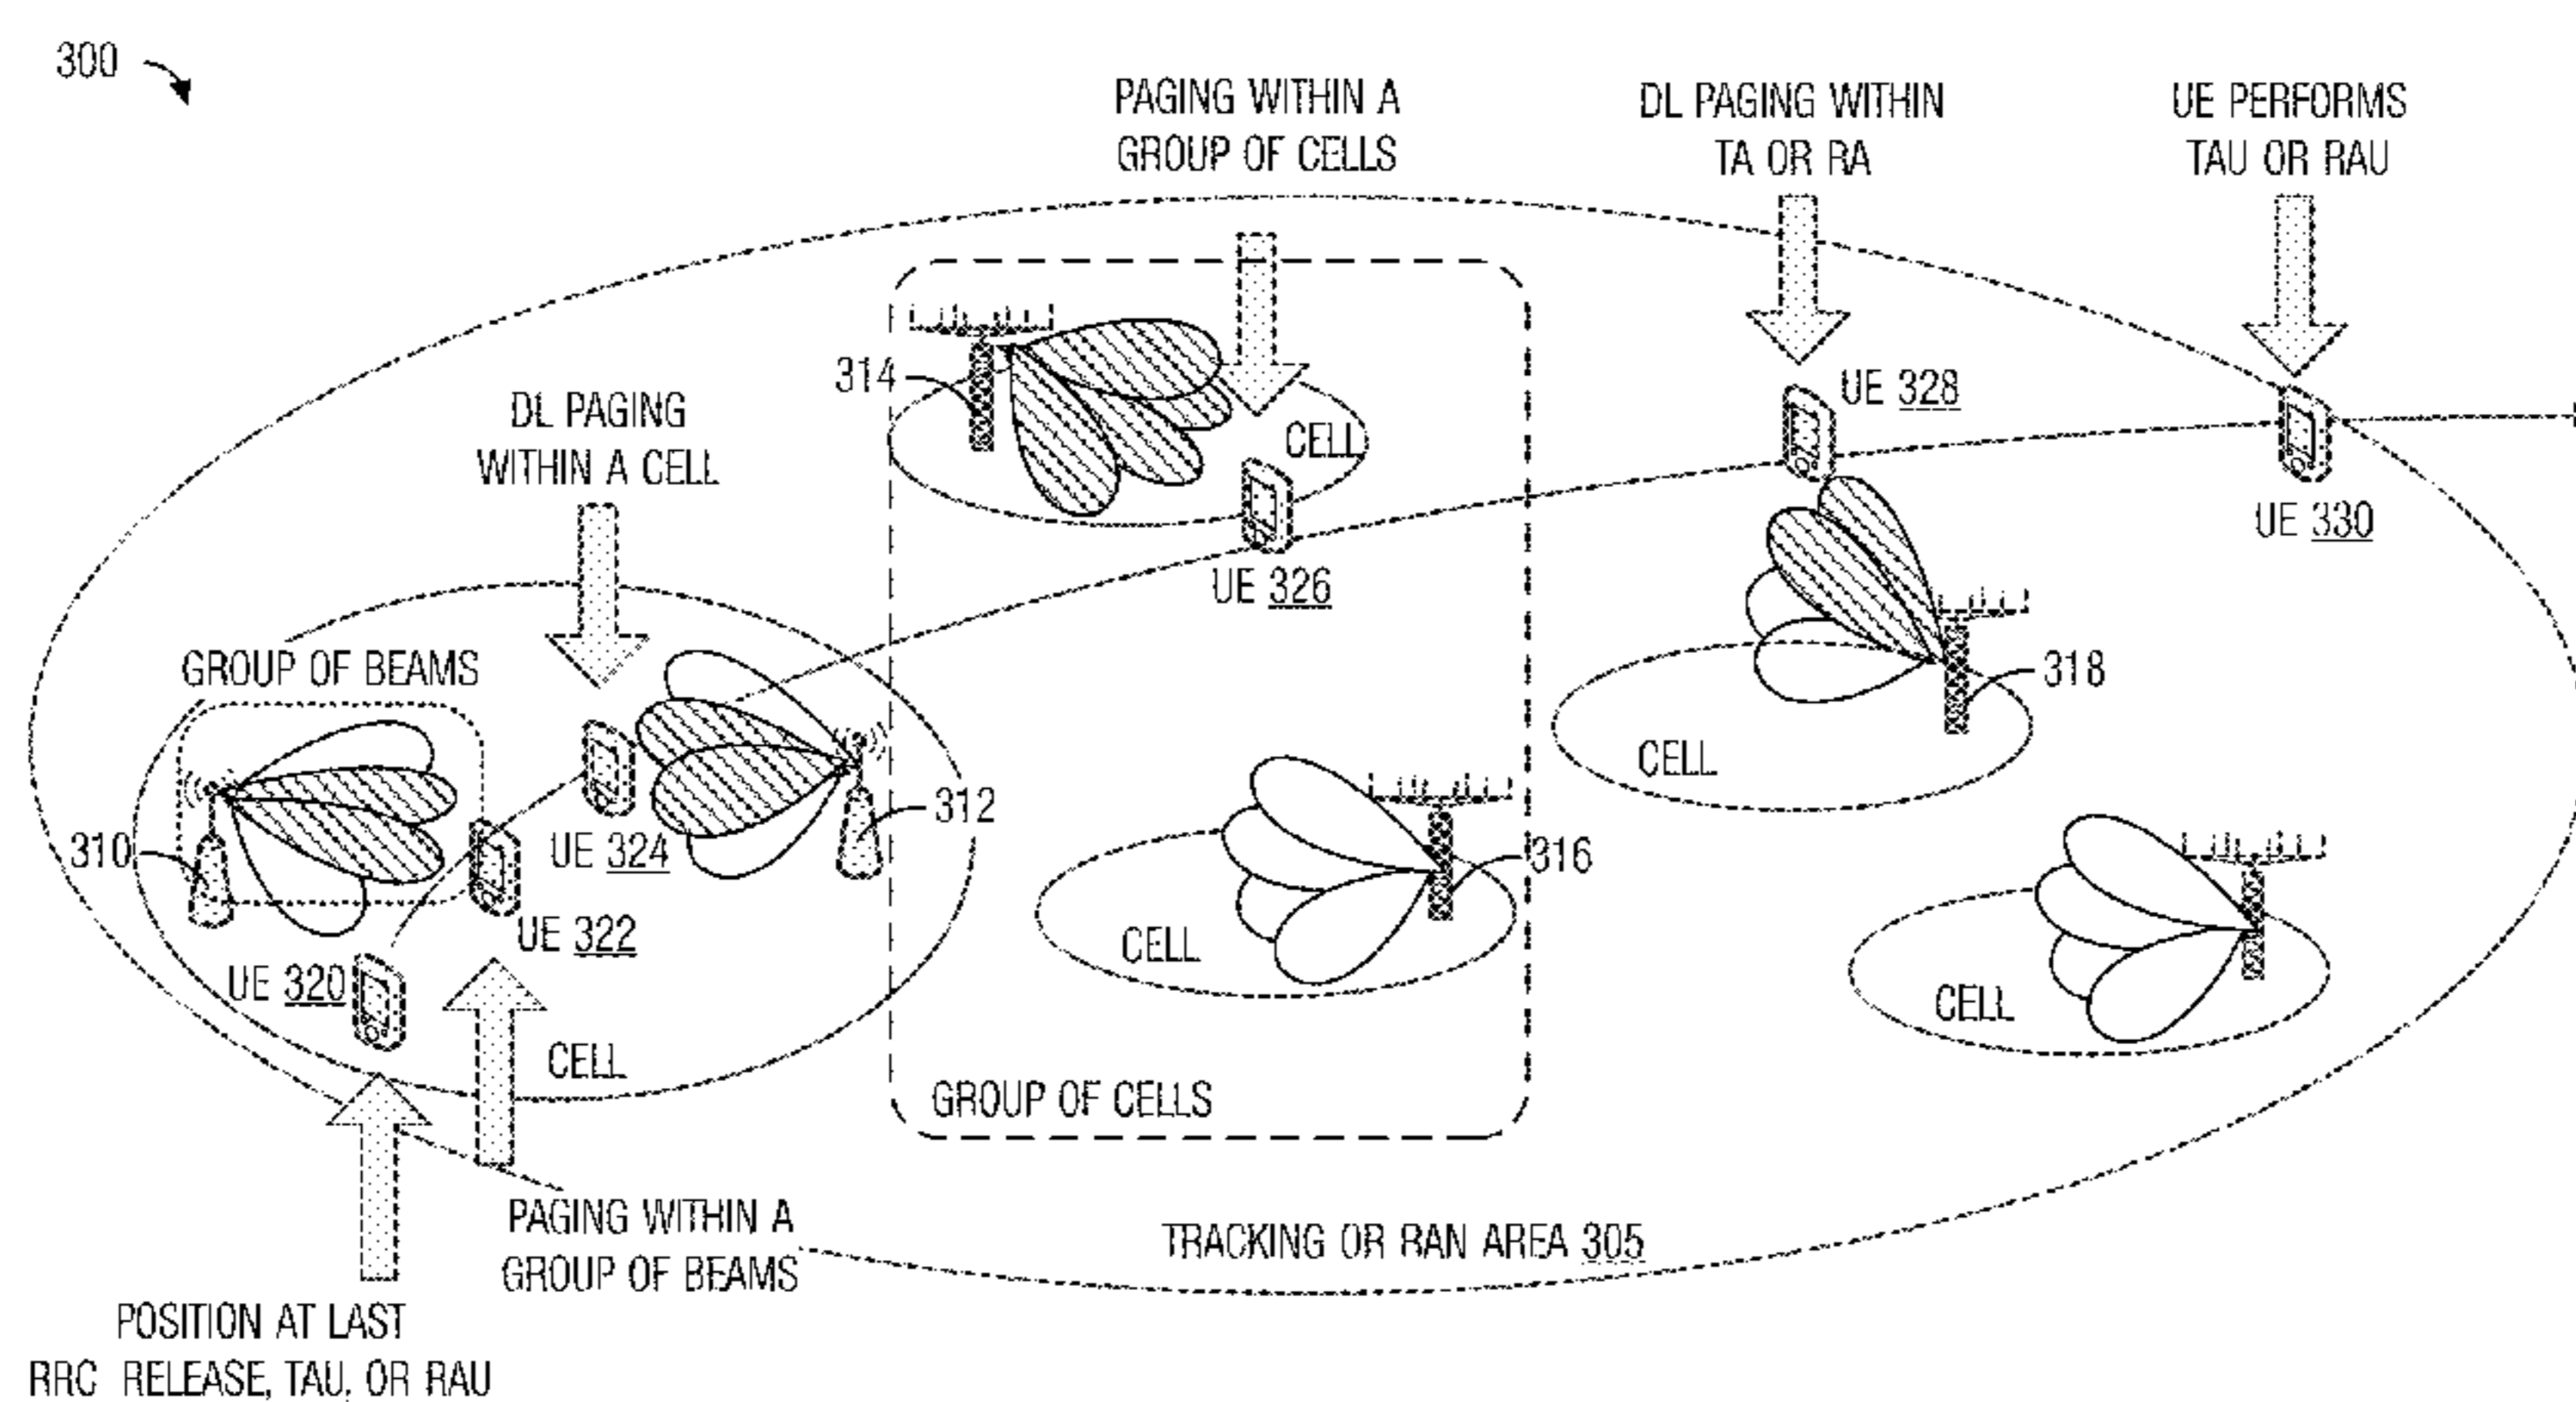 300
PAGING WITHIN A
GROUP OF CELLS
DL PAGING WITHIN
TA OR RA
UE PERFORMS
TAU OR RAU
314
CELL
DL PAGING
WITHIN A CELL
UE 328
UE 330
UE 326
GROUP OF BEAMS
318
CELL
310
UE 324
312
316
UE 322
CELL
UE 320
CELL
CELL
GROUP OF CELLS
PAGING WITHIN A
GROUP OF BEAMS
TRACKING OR RAN AREA 305
POSITION AT LAST
RRC RELEASE, TAU, OR RAU